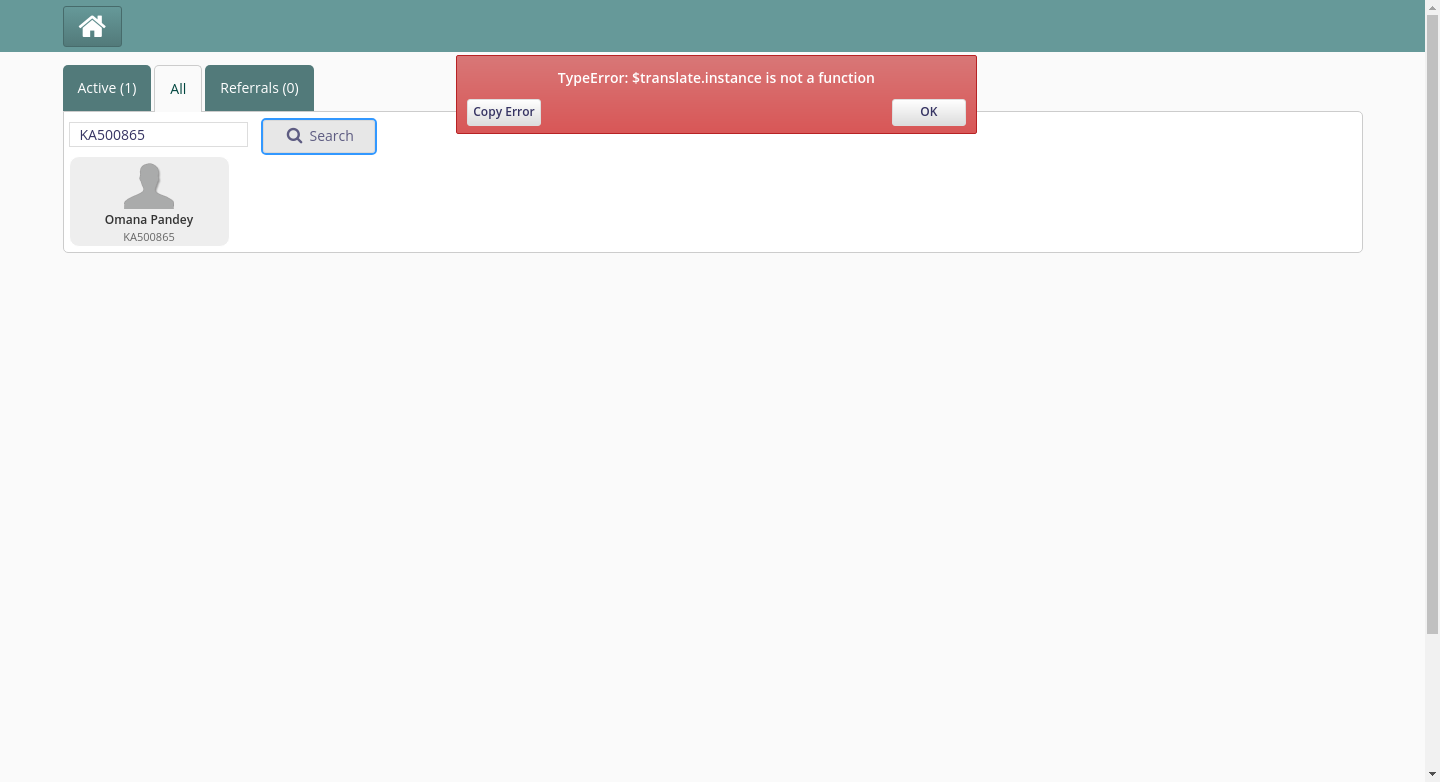 TypeError: $translate.instance is not a function
Copy Error
OK
Active (1)
All
Referrals (0)
KA500865
Search
Omana Pandey
KA500865